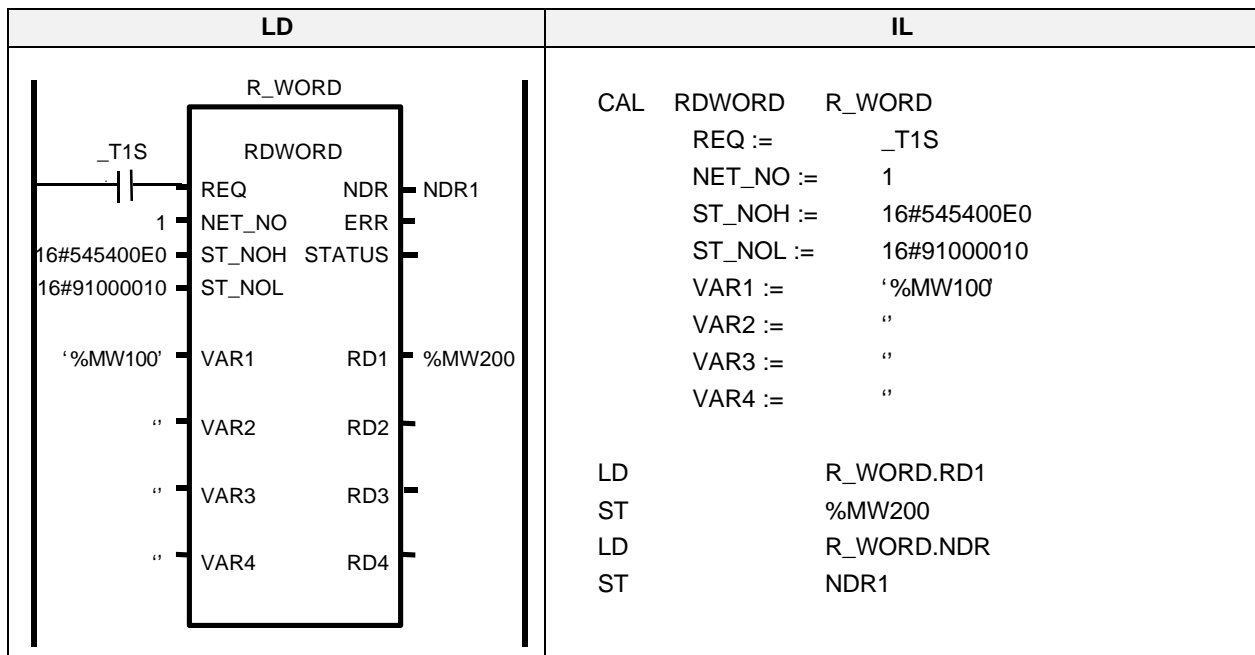 LD
R_WORD
_T1S
RDWORD
REQ NDR NDR1
1 NET_NO ERR
16#545400E0 ST_NOH STATUS
16#91000010 ST_NOL
‘%MW100’ VAR1 RD1 %MW200
‘’ VAR2 RD2
‘’ VAR3 RD3
‘’ VAR4 RD4
IL
CAL RDWORD R_WORD
REQ := _T1S
NET_NO := 1
ST_NOH := 16#545400E0
ST_NOL := 16#91000010
VAR1 := ‘%MW100’
VAR2 := ‘’
VAR3 := ‘’
VAR4 := ‘’
LD R_WORD.RD1
ST %MW200
LD R_WORD.NDR
ST NDR1